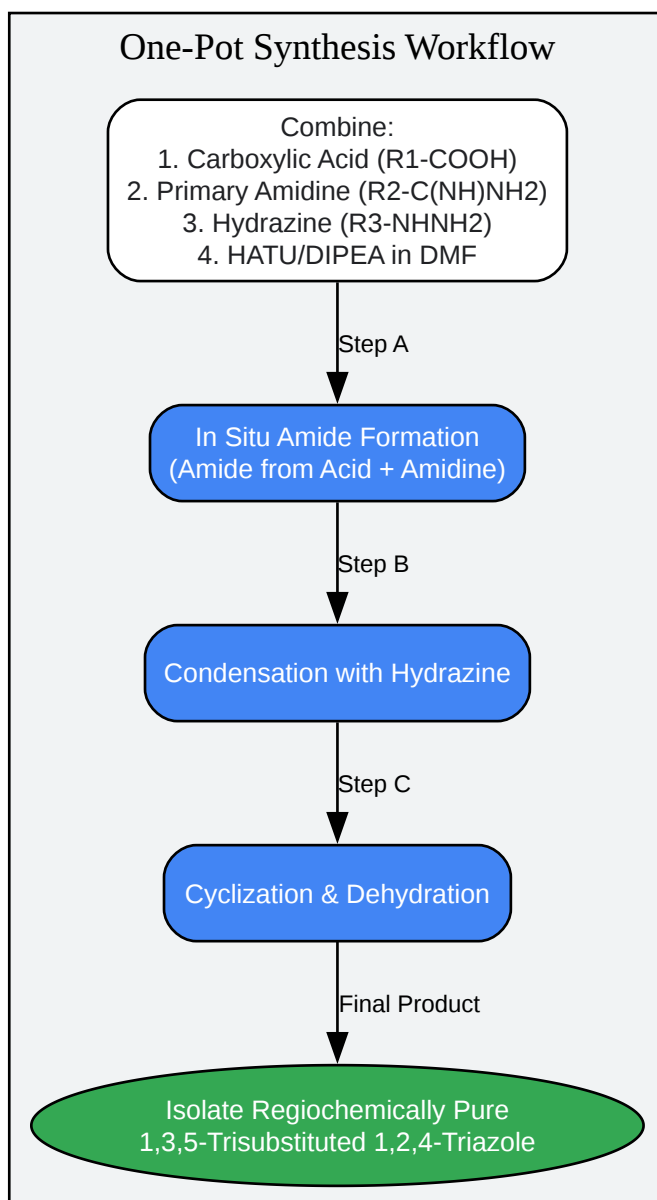 One-Pot Synthesis Workflow
Combine:
1. Carboxylic Acid (R1-COOH)
2. Primary Amidine (R2-C(NH)NH2)
3. Hydrazine (R3-NHNH2)
4. HATU/DIPEA in DMF
Step A
In Situ Amide Formation
(Amide from Acid + Amidine)
Step B
Condensation with Hydrazine
Step C
Cyclization & Dehydration
Final Product
Isolate Regiochemically Pure
1,3,5-Trisubstituted 1,2,4-Triazole